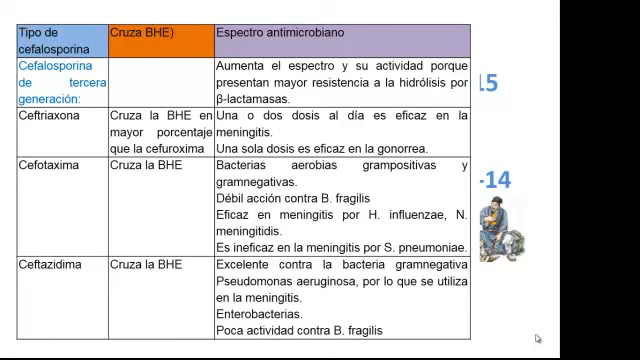 Tipo de cefalosporina
Cruza BHE)
Espectro antimicrobiano
Cefalosporina
de tercera
generación:
Aumenta el espectro y su actividad porque
presentan mayor resistencia a la hidrólisis por
β-lactamasas.
Ceftriaxona
Cruza la BHE en
mayor porcentaje
que la cefuroxima
Una o dos dosis al día es eficaz en la
meningitis.
Una sola dosis es eficaz en la gonorrea.
Cefotaxima
Cruza la BHE
Bacterias aerobias grampositivas y
gramnegativas.
Débil acción contra B. fragilis
Eficaz en meningitis por H. influenzae, N.
meningitidis.
Es ineficaz en la meningitis por S. pneumoniae.
Ceftazidima
Cruza la BHE
Excelente contra la bacteria gramnegativa
Pseudomonas aeruginosa, por lo que se utiliza
en la meningitis.
Enterobacterias.
Poca actividad contra B. fragilis
15
-14